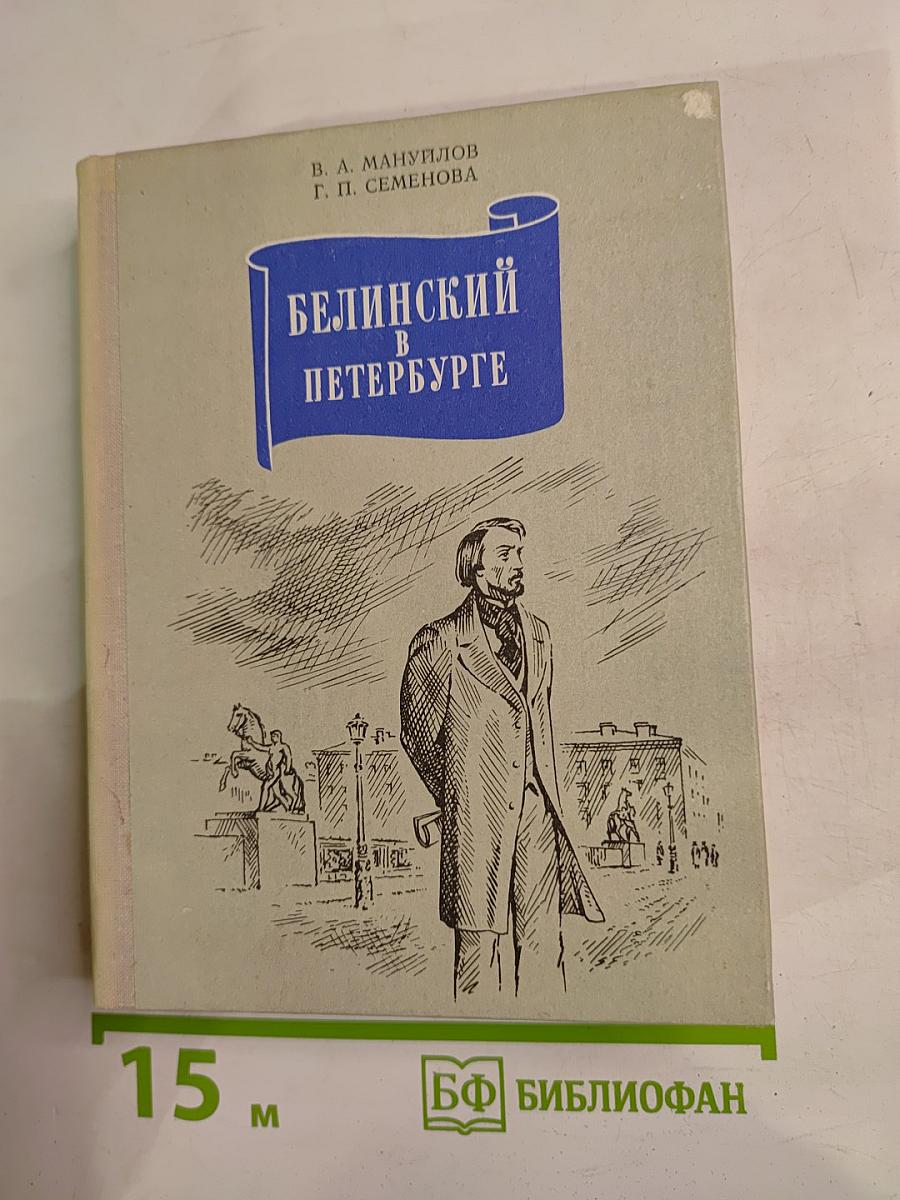 В. А. МАНУЙЛОВ
Г. П. СЕМЕНОВА
БЕЛИНСКИЙ
В
ПЕТЕРБУРГЕ
15 м
БФ БИБЛИОФАН